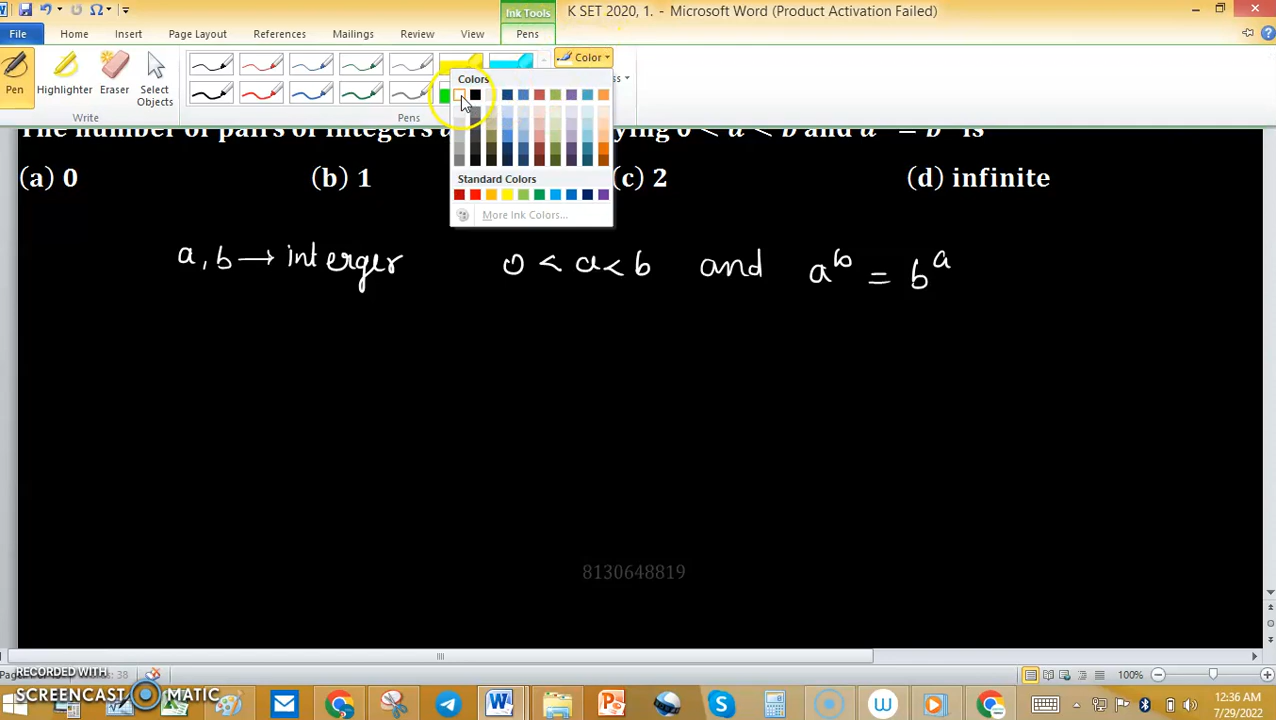 Ink Tools
K SET 2020, 1. - Microsoft Word (Product Activation Failed)
File Home Insert Page Layout References Mailings Review View Pens
Pen Highlighter Eraser Select Objects
Color
Write
Pens
Colors
Standard Colors
More Ink Colors...
(a) 0 (b) 1 (c) 2 (d) infinite
a, b → interger 0 < a < b and a^b = b^a
8130648819
38
100%
RECORDED WITH
SCREENCAST MATIC
12:36 AM
7/29/2022